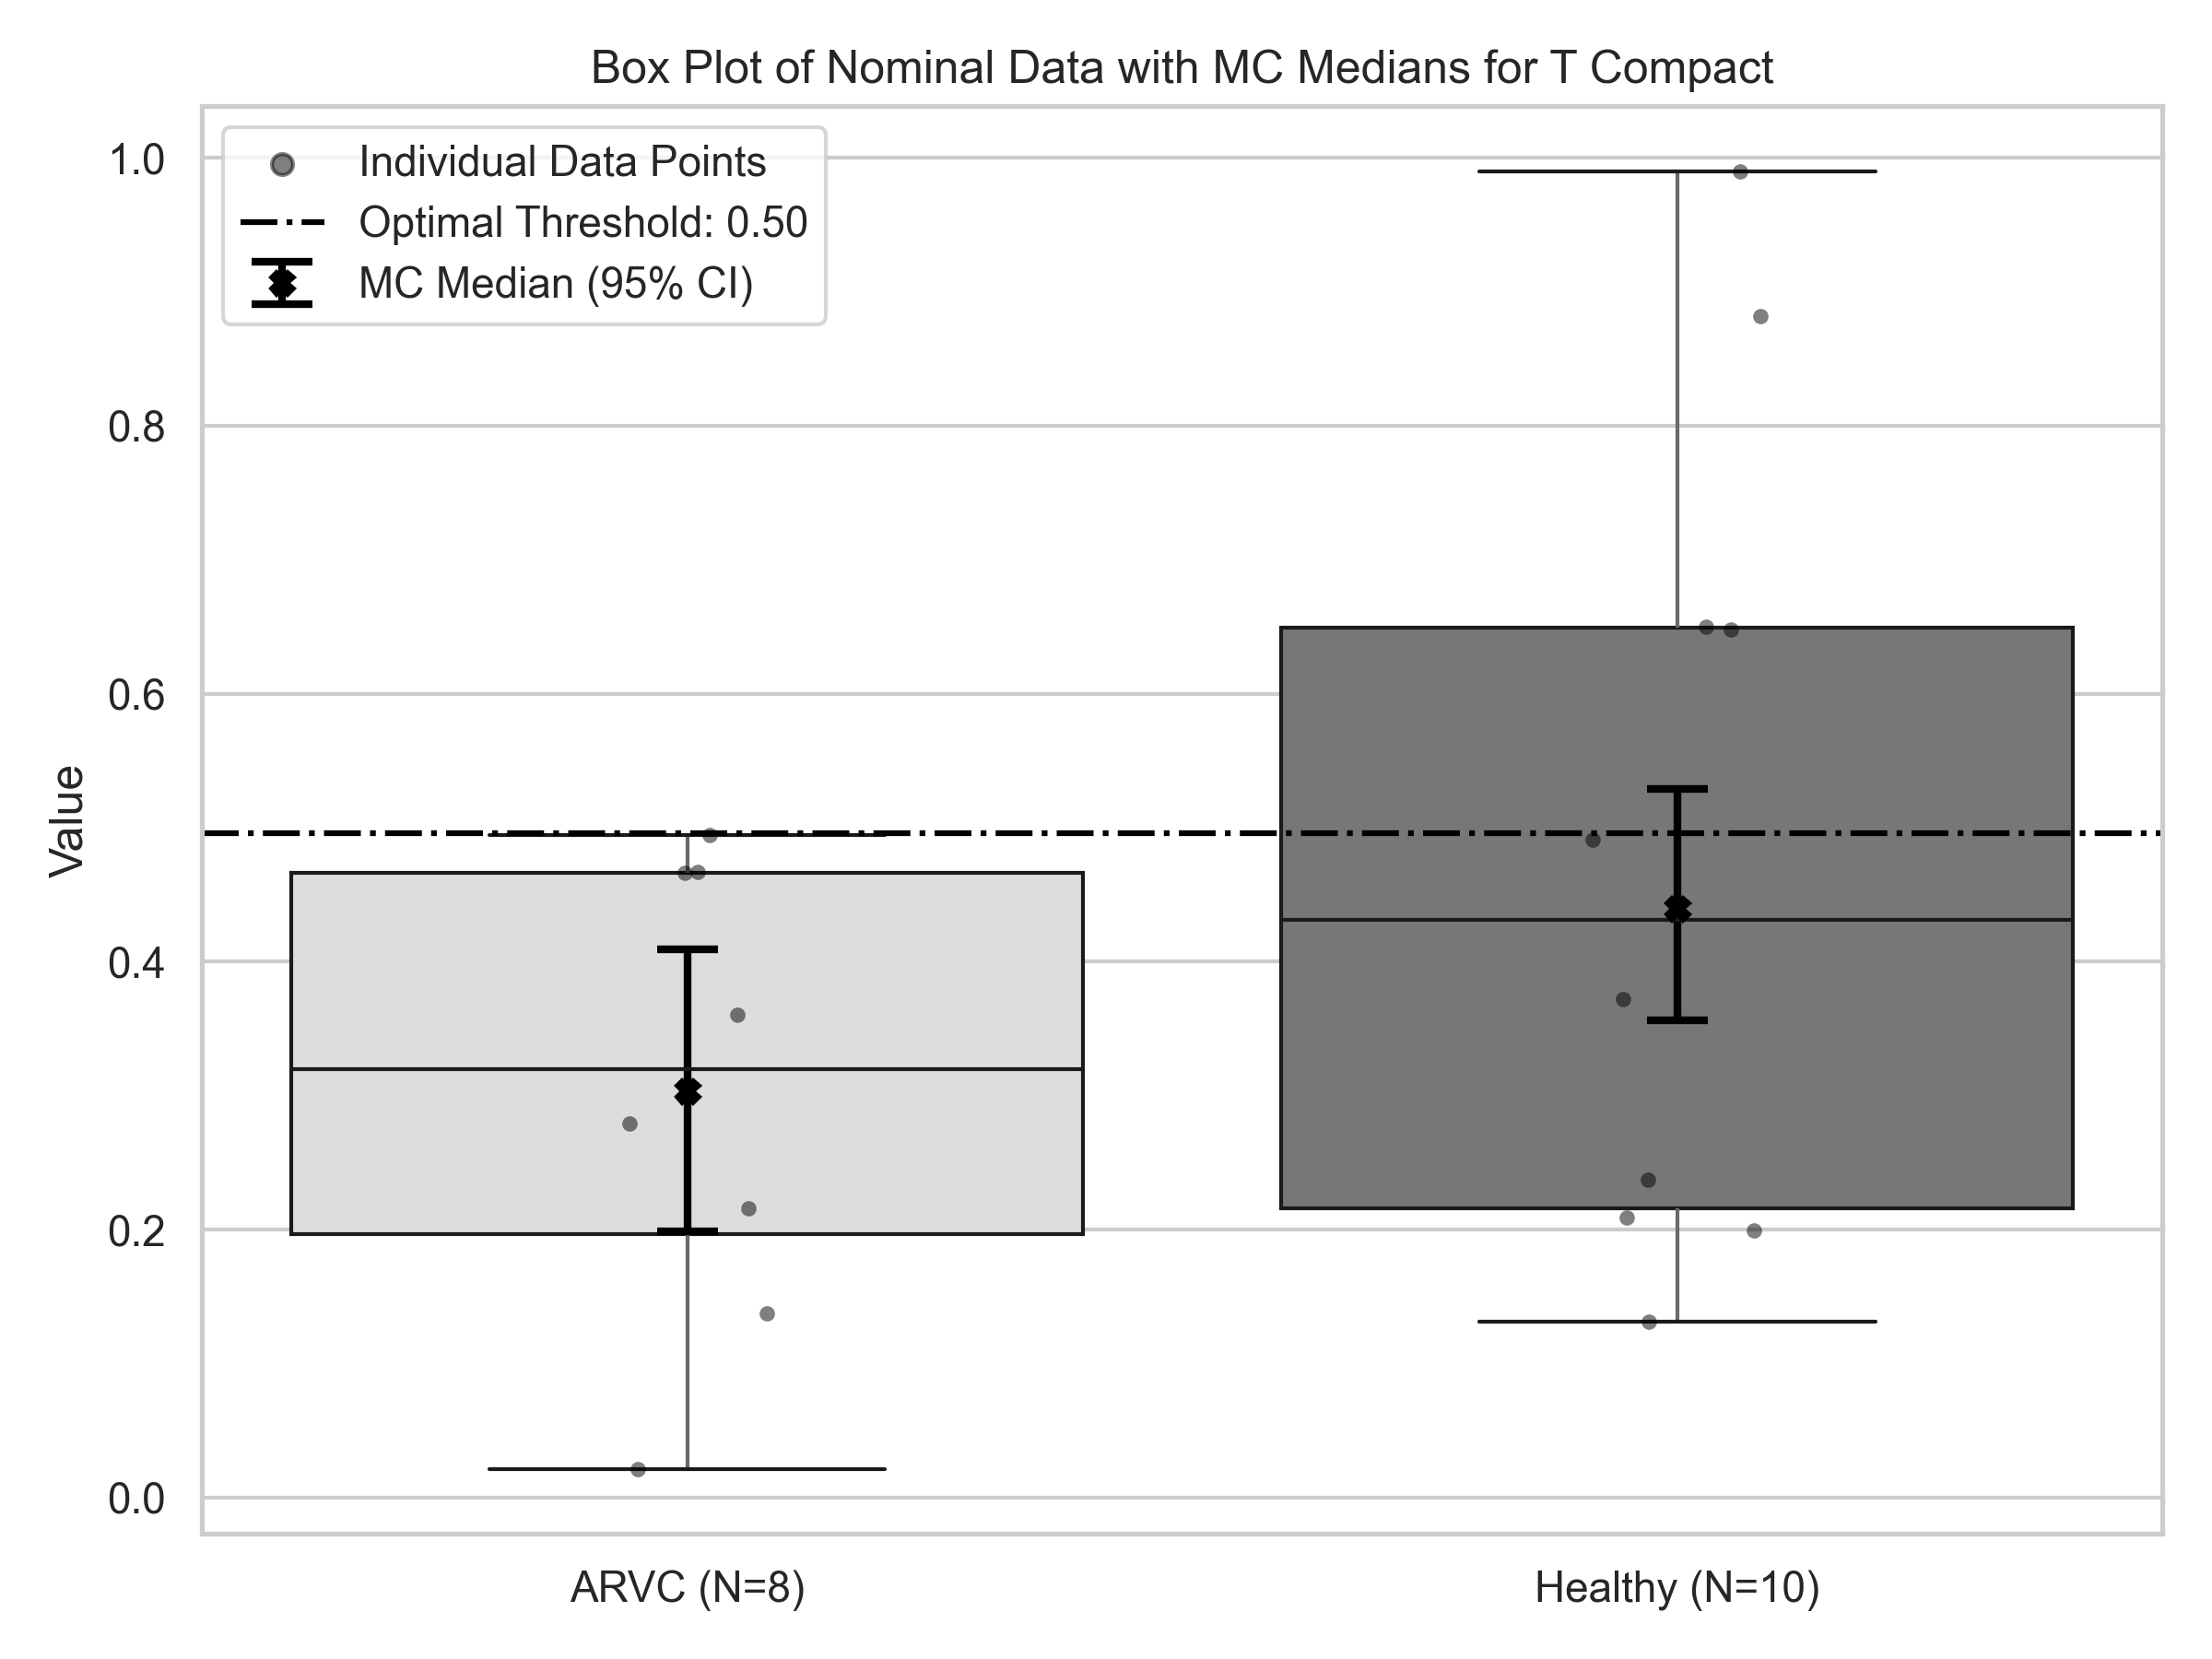 Box Plot of Nominal Data with MC Medians for T Compact
Individual Data Points
Optimal Threshold: 0.50
MC Median (95% CI)
1.0
0.8
0.6
0.4
0.2
0.0
Value
ARVC (N=8)
Healthy (N=10)